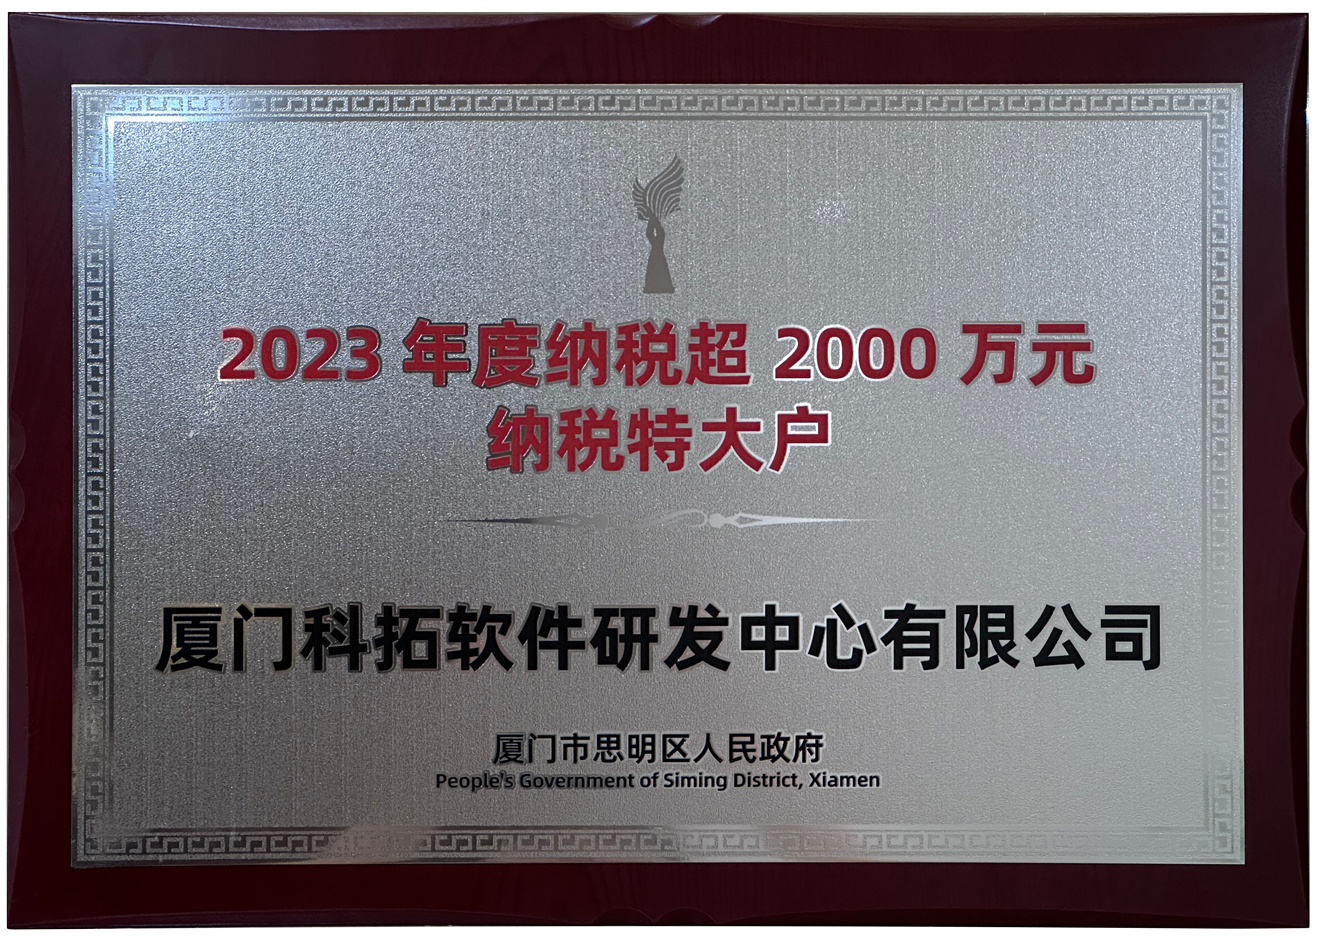 2023 年度纳税超 2000 万元
纳税特大户
厦门科拓软件研发中心有限公司
厦门市思明区人民政府
People's Government of Siming District, Xiamen